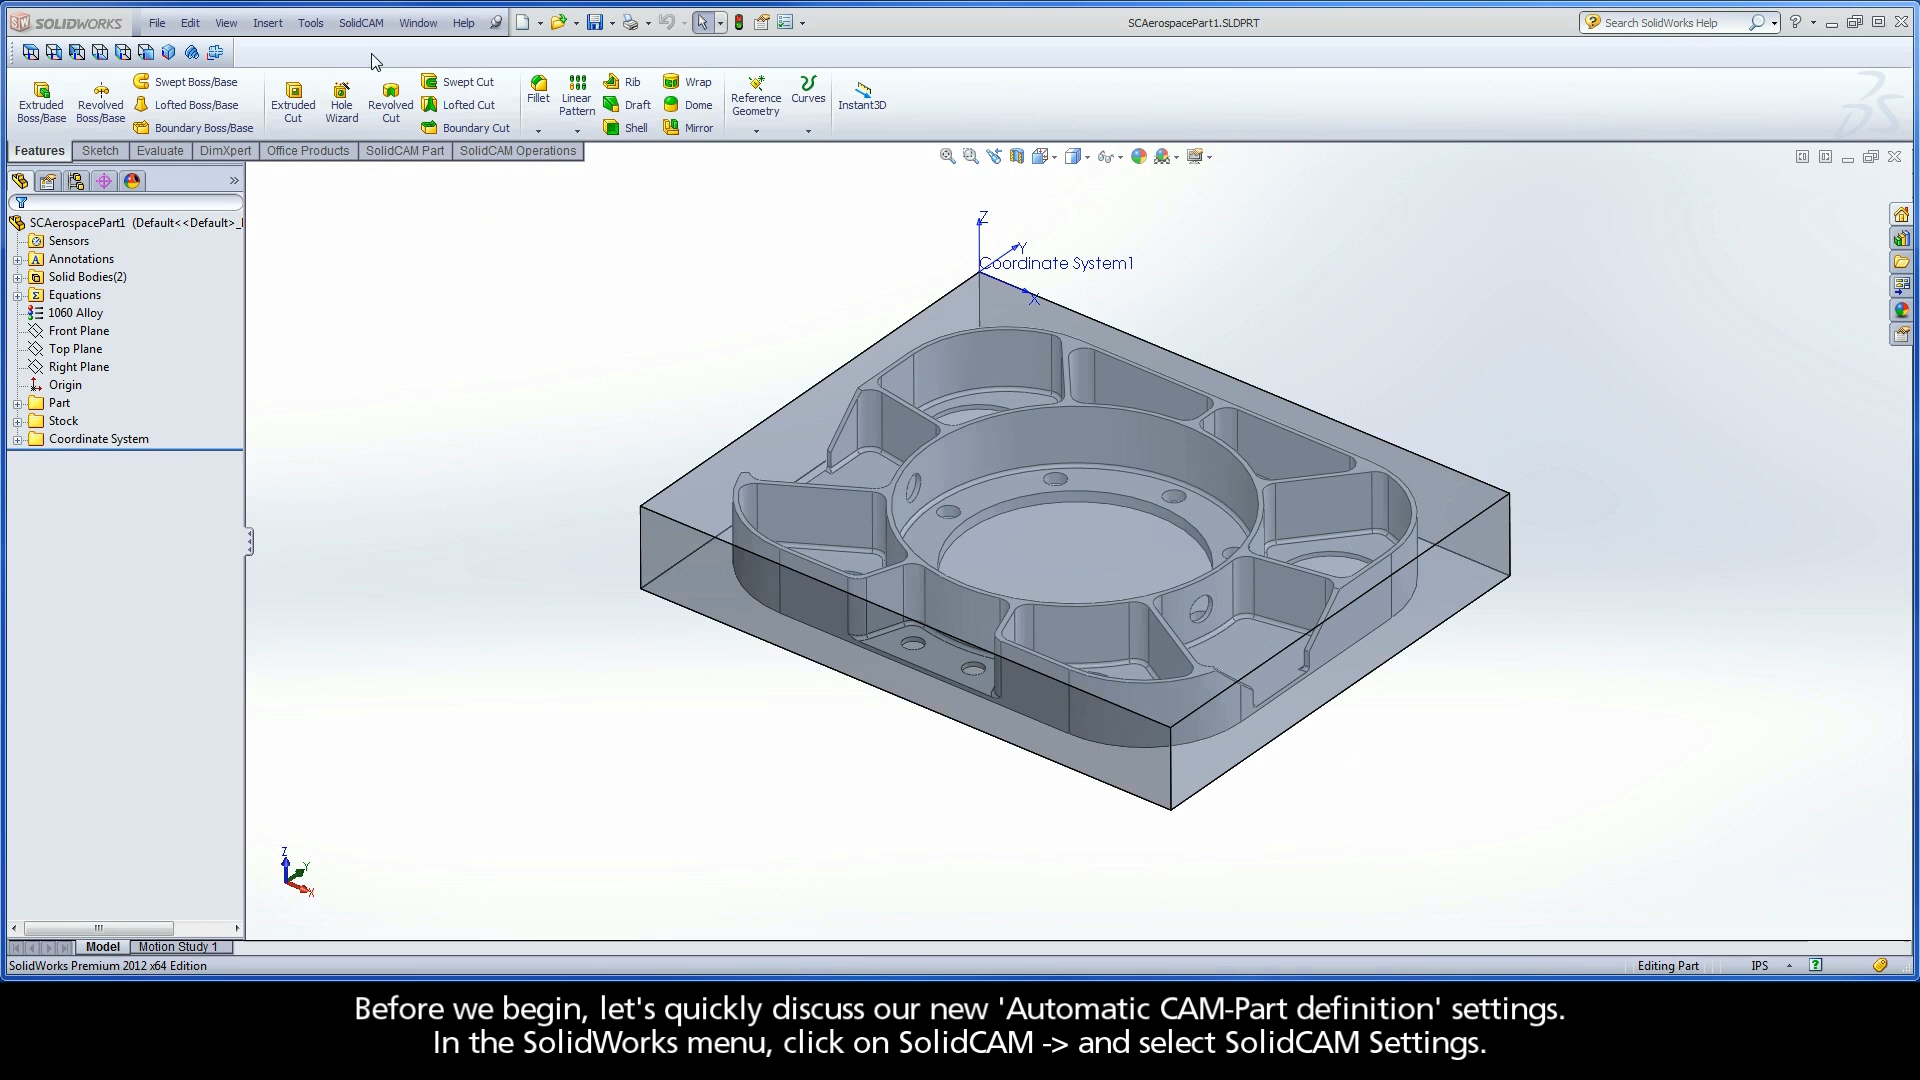 SOLIDWORKS File Edit View Insert Tools SolidCAM Window Help SCAerospacePart1.SLDPRT Search SolidWorks Help
Extruded Boss/Base
Revolved Boss/Base
Swept Boss/Base
Lofted Boss/Base
Boundary Boss/Base
Extruded Cut
Hole Wizard
Revolved Cut
Swept Cut
Lofted Cut
Boundary Cut
Fillet
Linear Pattern
Rib
Draft
Shell
Wrap
Dome
Mirror
Reference Geometry
Curves
Instant3D
Features Sketch Evaluate DimXpert Office Products SolidCAM Part SolidCAM Operations
SCAerospacePart1 (Default<<Default>_
Sensors
Annotations
Solid Bodies(2)
Equations
1060 Alloy
Front Plane
Top Plane
Right Plane
Origin
Part
Stock
Coordinate System
Z
Y
Coordinate System1
X
Z
Y
X
Model Motion Study 1
SolidWorks Premium 2012 x64 Edition Editing Part IPS
Before we begin, let's quickly discuss our new 'Automatic CAM-Part definition' settings.
In the SolidWorks menu, click on SolidCAM -> and select SolidCAM Settings.